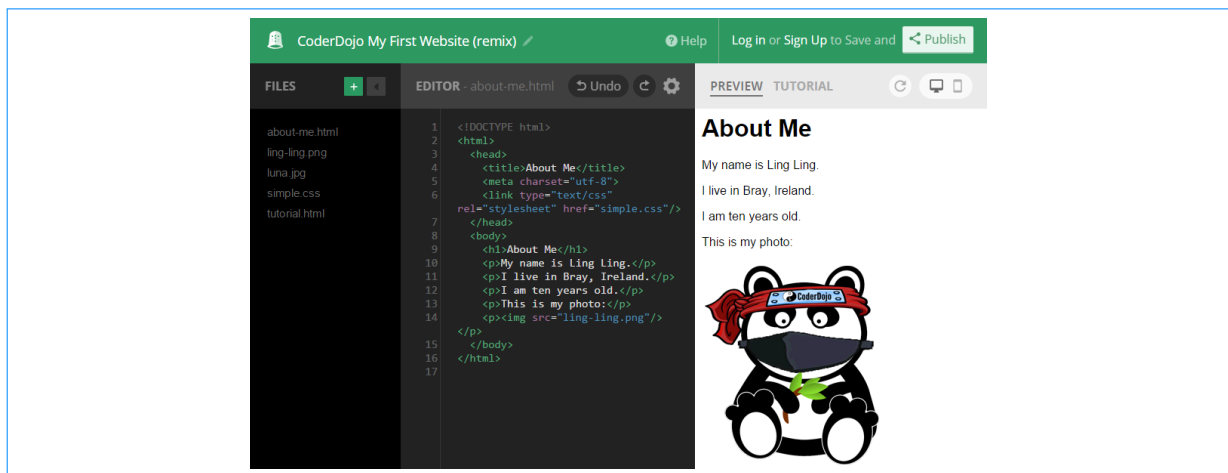 CoderDojo My First Website (remix)
Help
Log in or Sign Up to Save and
Publish
FILES
+
EDITOR - about-me.html
Undo
PREVIEW TUTORIAL
about-me.html
ling-ling.png
luna.jpg
simple.css
tutorial.html
1 <!DOCTYPE html>
2 <html>
3 <head>
4 <title>About Me</title>
5 <meta charset="utf-8">
6 <link type="text/css"
rel="stylesheet" href="simple.css"/>
7 </head>
8 <body>
9 <h1>About Me</h1>
10 <p>My name is Ling Ling.</p>
11 <p>I live in Bray, Ireland.</p>
12 <p>I am ten years old.</p>
13 <p>This is my photo:</p>
14 <p><img src="ling-ling.png"/>
</p>
15 </body>
16 </html>
17
About Me
My name is Ling Ling.
I live in Bray, Ireland.
I am ten years old.
This is my photo:
CoderDojo